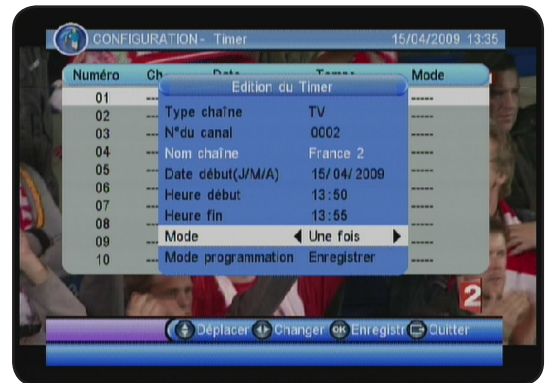 CONFIGURATION - Timer 15/04/2009 13:35
Numéro Ch Date Temps Mode
Edition du Timer
01 --- -----
02 --- Type chaîne TV -----
03 --- N°du canal 0002 -----
04 --- Nom chaîne France 2 -----
05 --- Date début(J/M/A) 15/04/2009 -----
06 --- Heure début 13:50 -----
07 --- Heure fin 13:55 -----
08 --- Mode Une fois -----
09 --- Mode programmation Enregistrer -----
10 --- -----
2
Déplacer Changer OK Enregistr Quitter